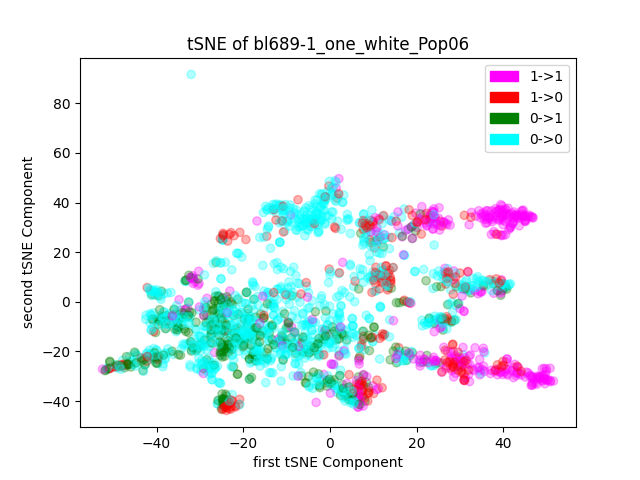 tSNE of bl689-1_one_white_Pop06
1->1
1->0
0->1
0->0
80
60
40
20
0
−20
−40
second tSNE Component
−40 −20 0 20 40
first tSNE Component